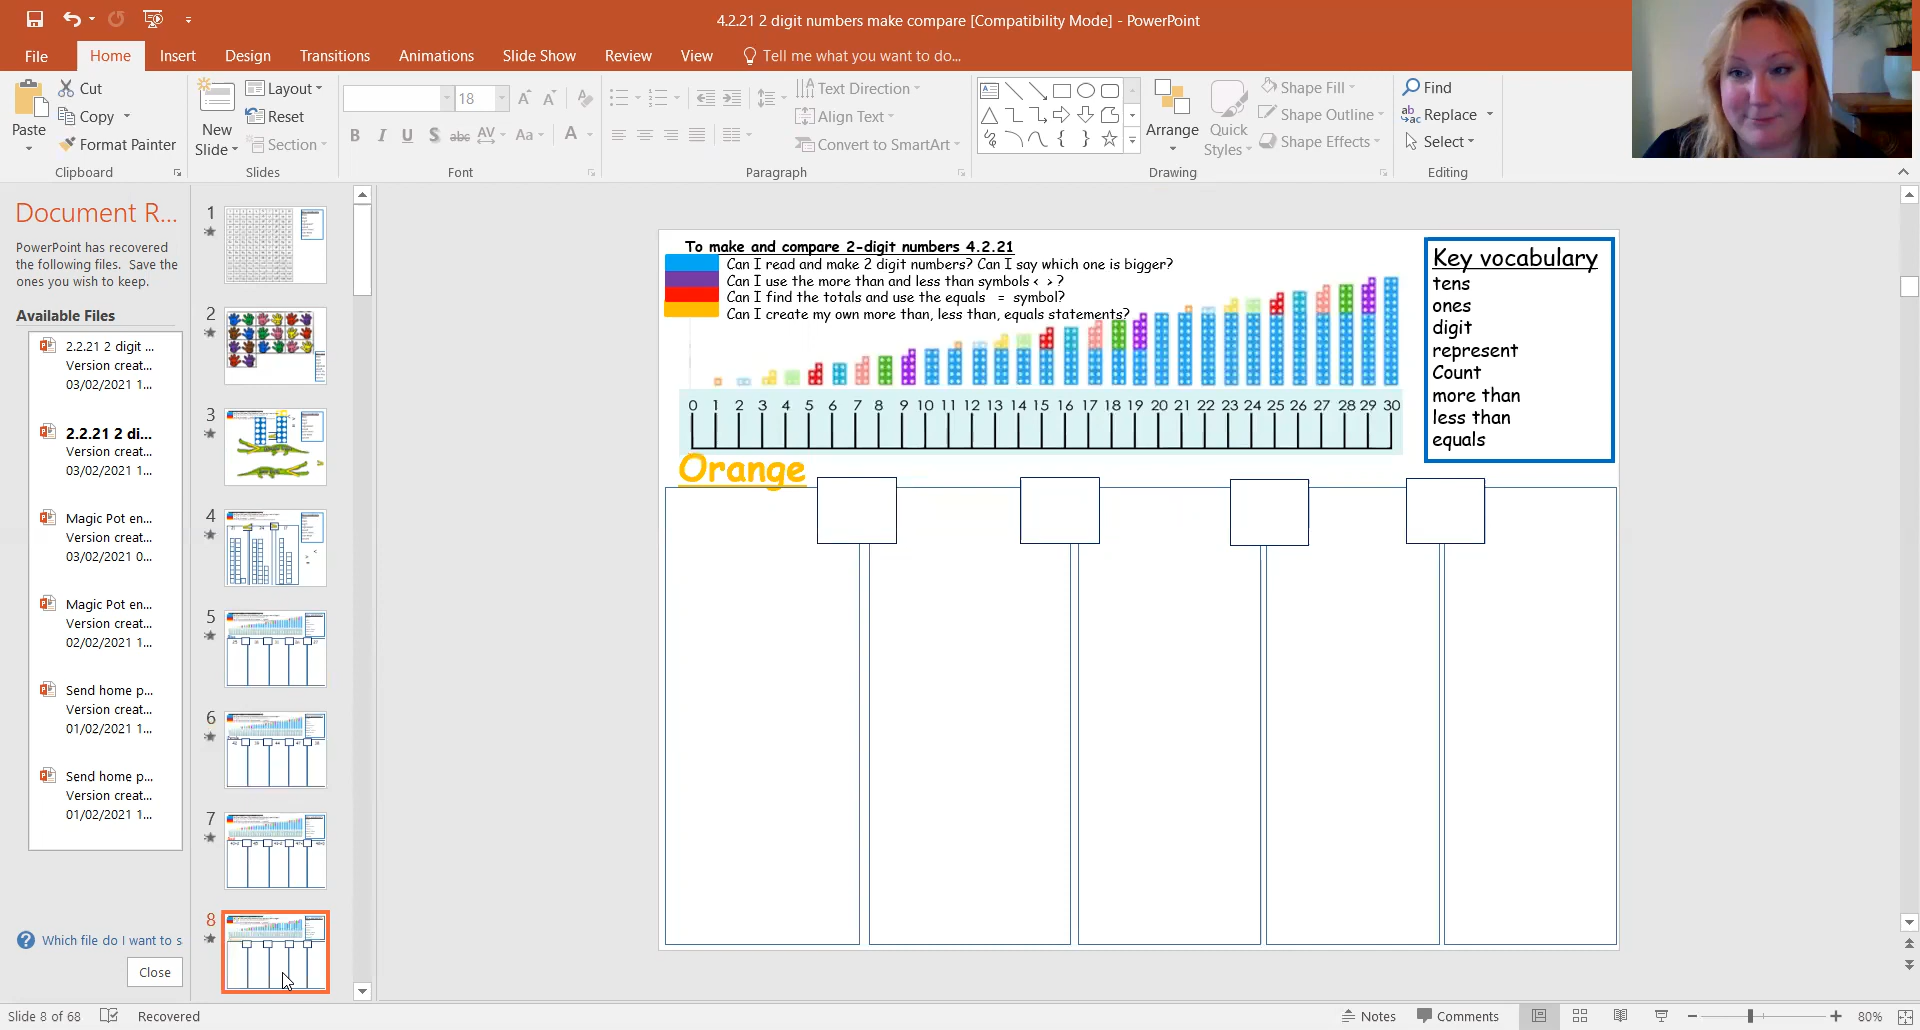 4.2.21 2 digit numbers make compare [Compatibility Mode] - PowerPoint
File Home Insert Design Transitions Animations Slide Show Review View Tell me what you want to do...
Paste
Cut
Copy
Format Painter
Clipboard
New Slide
Layout
Reset
Section
Slides
18
B I U S abc AV Aa A
Font
Text Direction
Align Text
Convert to SmartArt
Paragraph
Arrange
Quick Styles
Shape Fill
Shape Outline
Shape Effects
Drawing
Find
Replace
Select
Editing
Document R...
PowerPoint has recovered
the following files. Save the
ones you wish to keep.
Available Files
2.2.21 2 digit ...
Version creat...
03/02/2021 1...
2.2.21 2 di...
Version creat...
03/02/2021 1...
Magic Pot en...
Version creat...
03/02/2021 0...
Magic Pot en...
Version creat...
02/02/2021 1...
Send home p...
Version creat...
01/02/2021 1...
Send home p...
Version creat...
01/02/2021 1...
Which file do I want to s
Close
1
2
3
4
5
6
7
8
To make and compare 2-digit numbers 4.2.21
Can I read and make 2 digit numbers? Can I say which one is bigger?
Can I use the more than and less than symbols < > ?
Can I find the totals and use the equals = symbol?
Can I create my own more than, less than, equals statements?
0 1 2 3 4 5 6 7 8 9 10 11 12 13 14 15 16 17 18 19 20 21 22 23 24 25 26 27 28 29 30
Orange
Key vocabulary
tens
ones
digit
represent
Count
more than
less than
equals
Slide 8 of 68 Recovered Notes Comments 80%